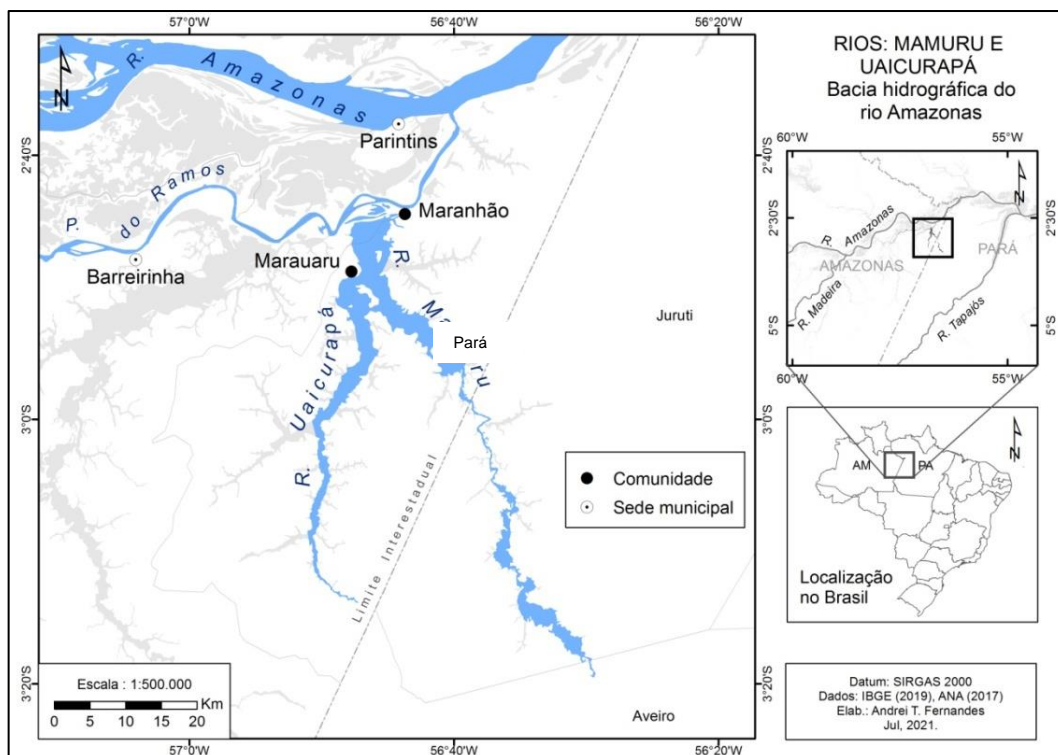 57°0'W
56°40'W
56°20'W
N
R. Amazonas
Parintins
2°40'S
2°40'S
P. do Ramos
Maranhão
Barreirinha
Marauaru
R. Ma
ru
Pará
R. Uaicurapá
Juruti
3°0'S
3°0'S
Limite Interestadual
Comunidade
Sede municipal
3°20'S
3°20'S
Aveiro
Escala : 1:500.000
Km
0 5 10 15 20
57°0'W
56°40'W
56°20'W
RIOS: MAMURU E
UAICURAPÁ
Bacia hidrográfica do
rio Amazonas
60°W
55°W
N
2°30'S
2°30'S
R. Amazonas
AMAZONAS
PARÁ
R. Madeira
R. Tapajós
5°S
5°S
60°W
55°W
N
AM
PA
Localização
no Brasil
Datum: SIRGAS 2000
Dados: IBGE (2019), ANA (2017)
Elab.: Andrei T. Fernandes
Jul, 2021.